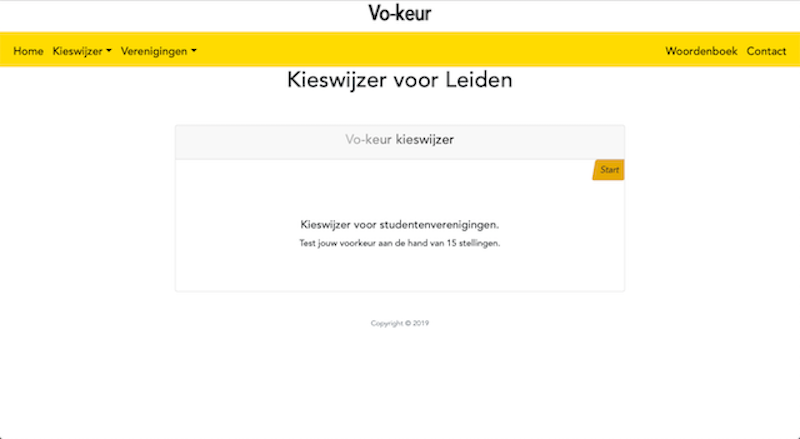 Vo-keur
Home Kieswijzer Verenigingen Woordenboek Contact
Kieswijzer voor Leiden
Vo-keur kieswijzer
Start
Kieswijzer voor studentenverenigingen.
Test jouw voorkeur aan de hand van 15 stellingen.
Copyright © 2019